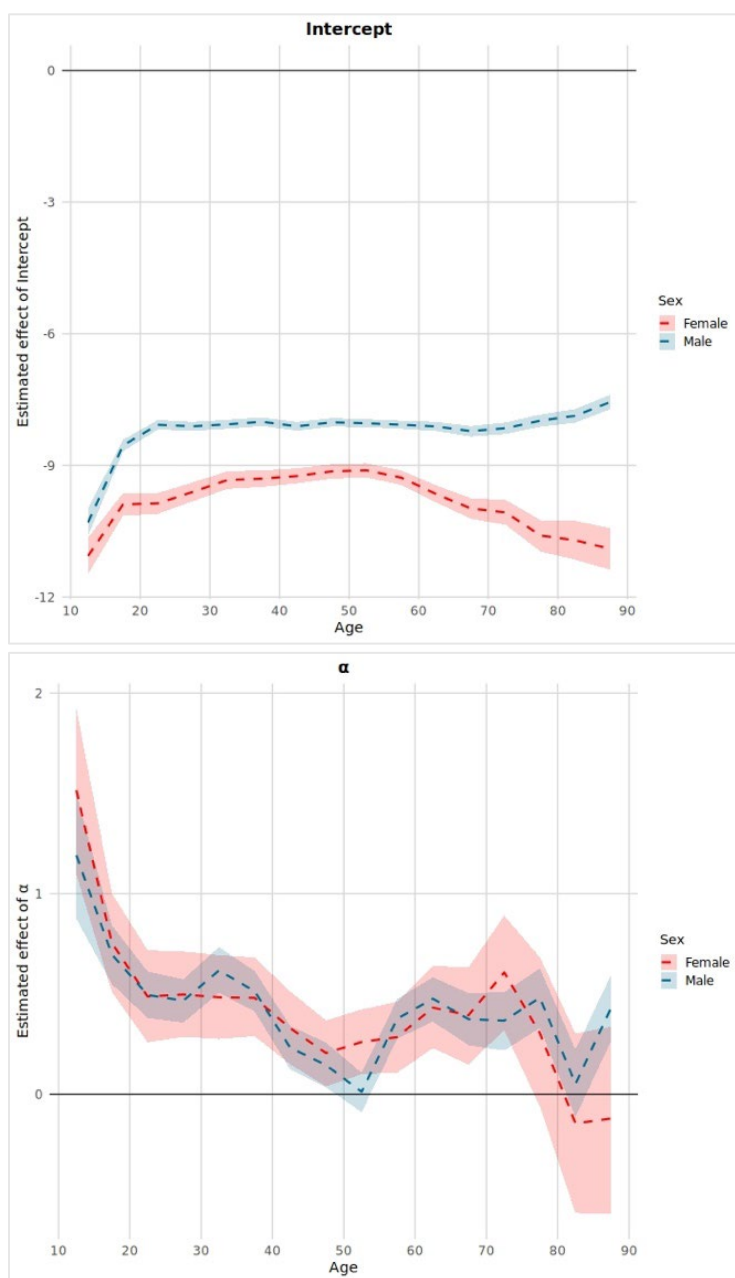 Intercept
0
-3
-6
-9
-12
Estimated effect of Intercept
10 20 30 40 50 60 70 80 90
Age
Sex
Female
Male
α
2
1
0
Estimated effect of α
10 20 30 40 50 60 70 80 90
Age
Sex
Female
Male